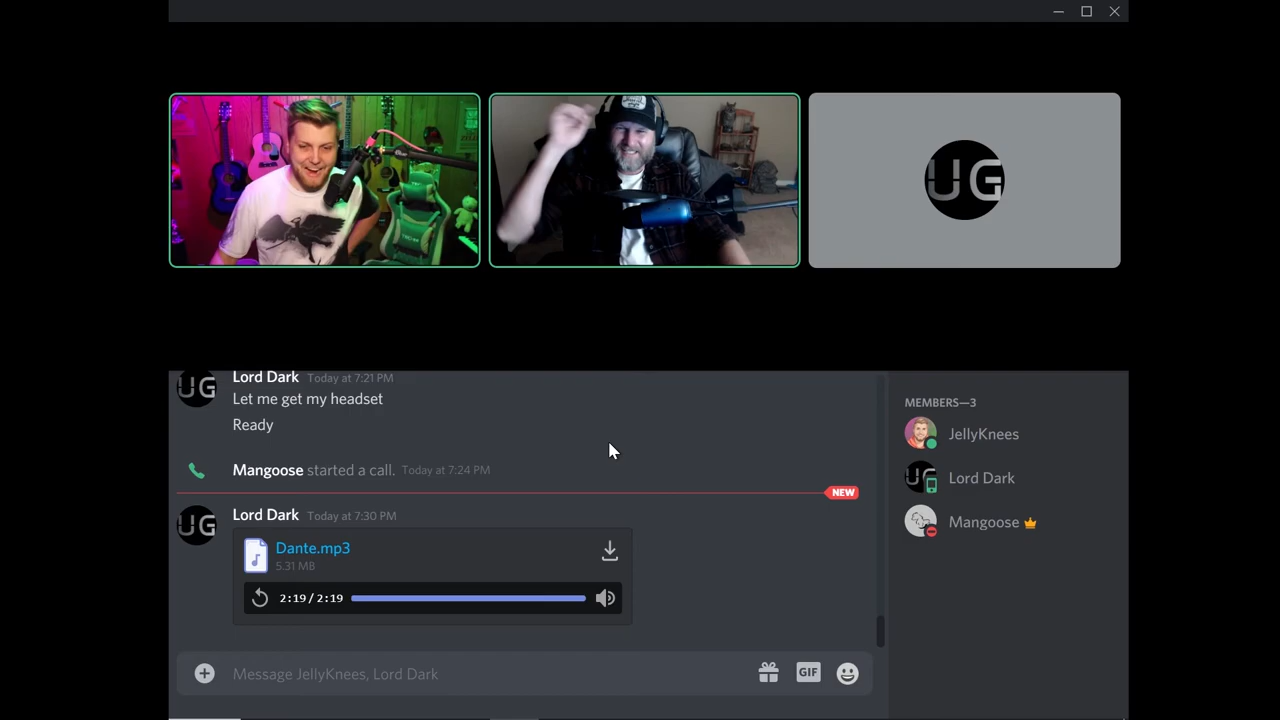 UG
Lord Dark Today at 7:21 PM
Let me get my headset
Ready
Mangoose started a call. Today at 7:24 PM
NEW
UG
Lord Dark Today at 7:30 PM
Dante.mp3
5.31 MB
2:19/2:19
Message JellyKnees, Lord Dark
GIF
MEMBERS—3
JellyKnees
Lord Dark
Mangoose